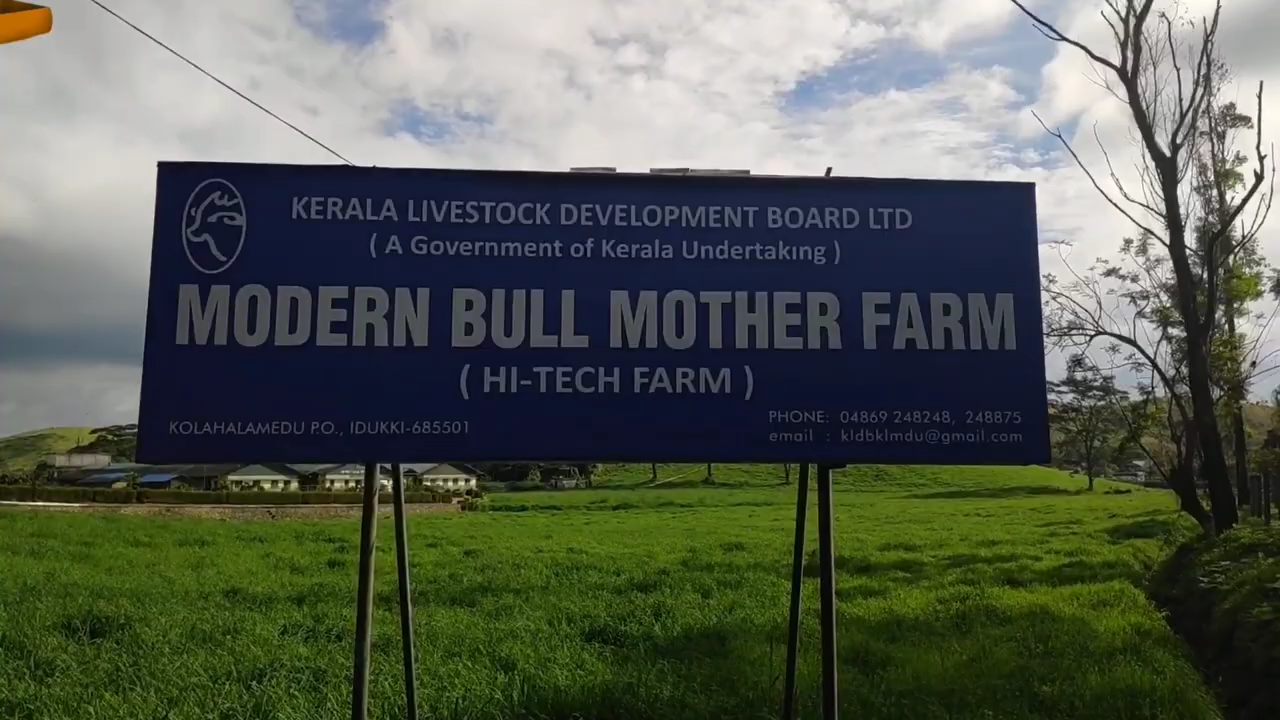 KERALA LIVESTOCK DEVELOPMENT BOARD LTD
( A Government of Kerala Undertaking )
MODERN BULL MOTHER FARM
( HI-TECH FARM )
KOLAHALAMEDU P.O., IDUKKI-685501
PHONE: 04869 248248, 248875
email : kldbklmdu@gmail.com